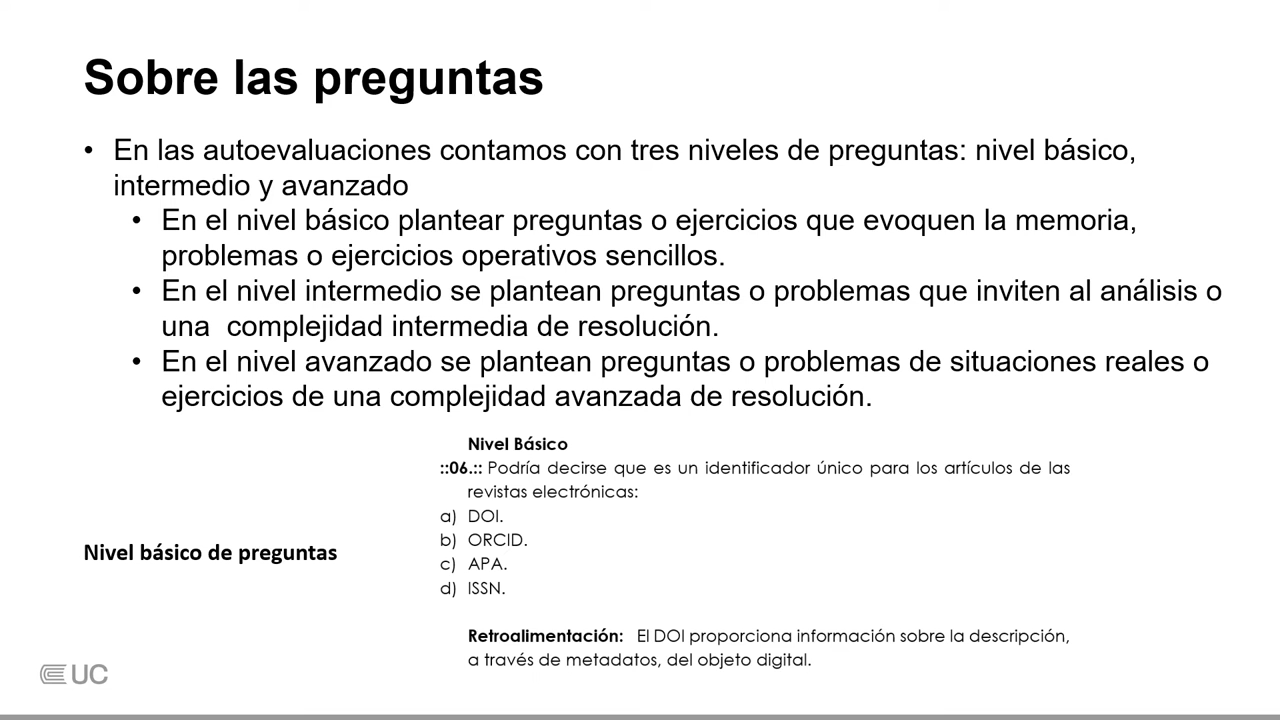 Sobre las preguntas
• En las autoevaluaciones contamos con tres niveles de preguntas: nivel básico,
intermedio y avanzado
• En el nivel básico plantear preguntas o ejercicios que evoquen la memoria,
problemas o ejercicios operativos sencillos.
• En el nivel intermedio se plantean preguntas o problemas que inviten al análisis o
una  complejidad intermedia de resolución.
• En el nivel avanzado se plantean preguntas o problemas de situaciones reales o
ejercicios de una complejidad avanzada de resolución.
Nivel básico de preguntas
Nivel Básico
::06.:: Podría decirse que es un identificador único para los artículos de las
revistas electrónicas:
a) DOI.
b) ORCID.
c) APA.
d) ISSN.
Retroalimentación: El DOI proporciona información sobre la descripción,
a través de metadatos, del objeto digital.
UC